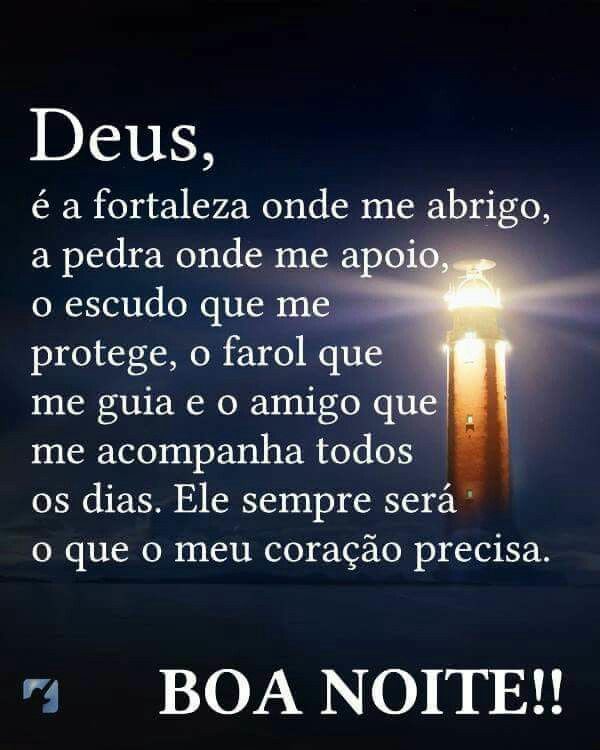 Deus,
é a fortaleza onde me abrigo,
a pedra onde me apoio,
o escudo que me
protege, o farol que
me guia e o amigo que
me acompanha todos
os dias. Ele sempre será
o que o meu coração precisa.
BOA NOITE!!